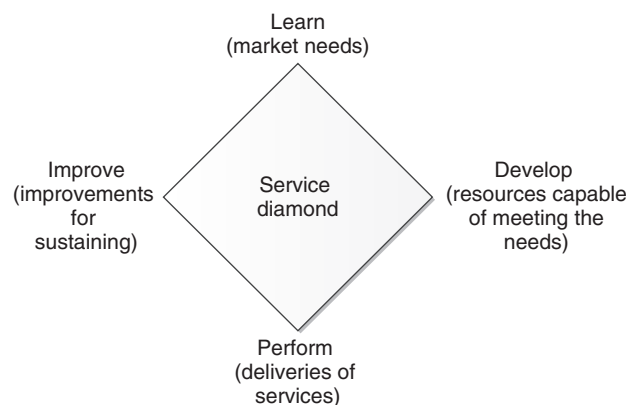 Learn
(market needs)
Improve
(improvements
for
sustaining)
Service
diamond
Develop
(resources capable
of meeting the
needs)
Perform
(deliveries of
services)